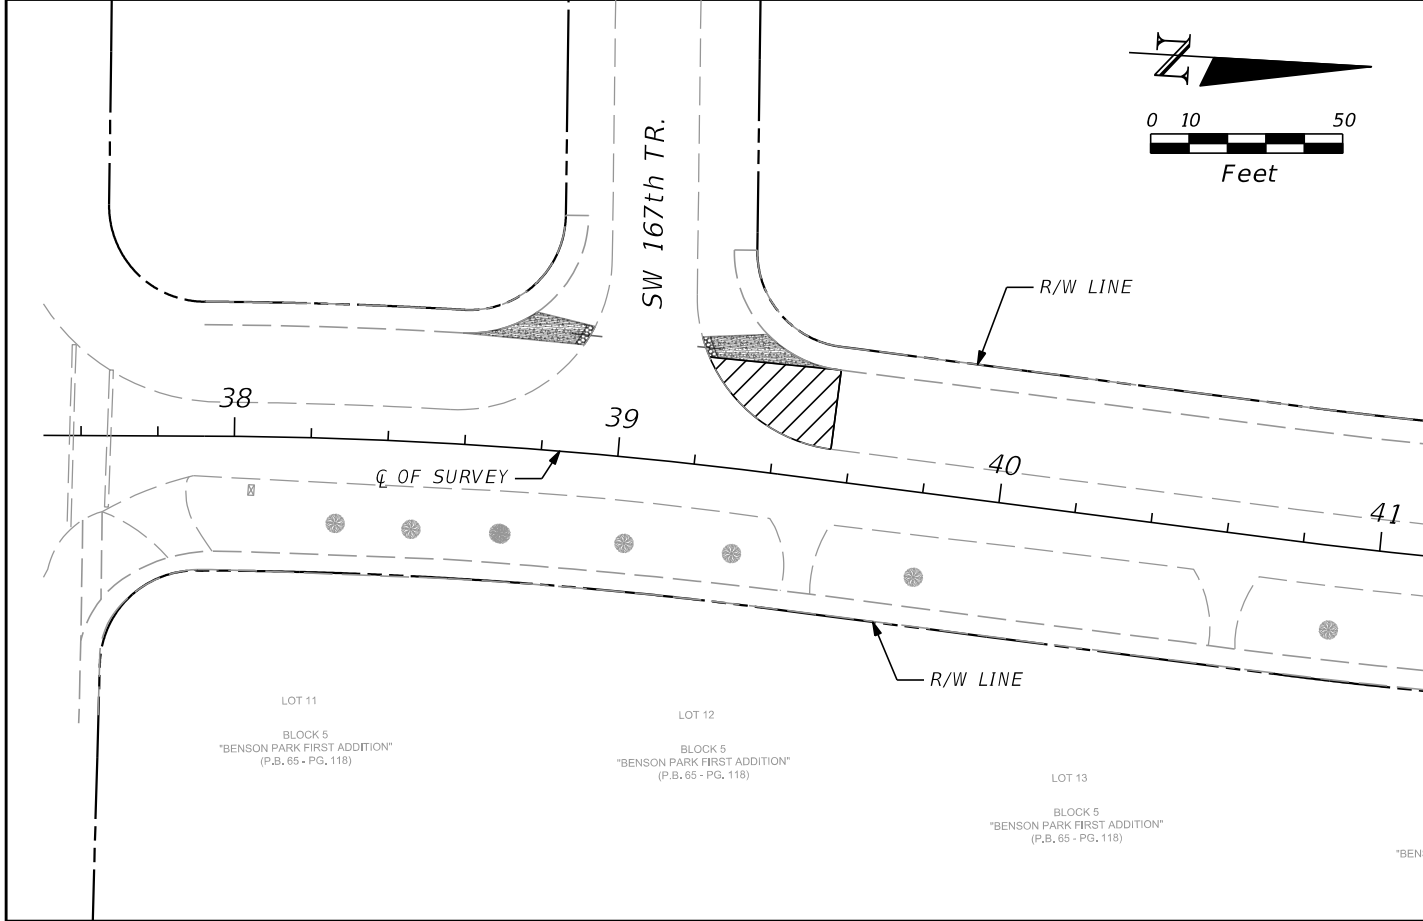 N
0 10 50
Feet
SW 167th TR.
R/W LINE
38
39
40
41
℄ OF SURVEY
R/W LINE
LOT 11
BLOCK 5
"BENSON PARK FIRST ADDITION"
(P.B. 65 - PG. 118)
LOT 12
BLOCK 5
"BENSON PARK FIRST ADDITION"
(P.B. 65 - PG. 118)
LOT 13
BLOCK 5
"BENSON PARK FIRST ADDITION"
(P.B. 65 - PG. 118)
"BEN